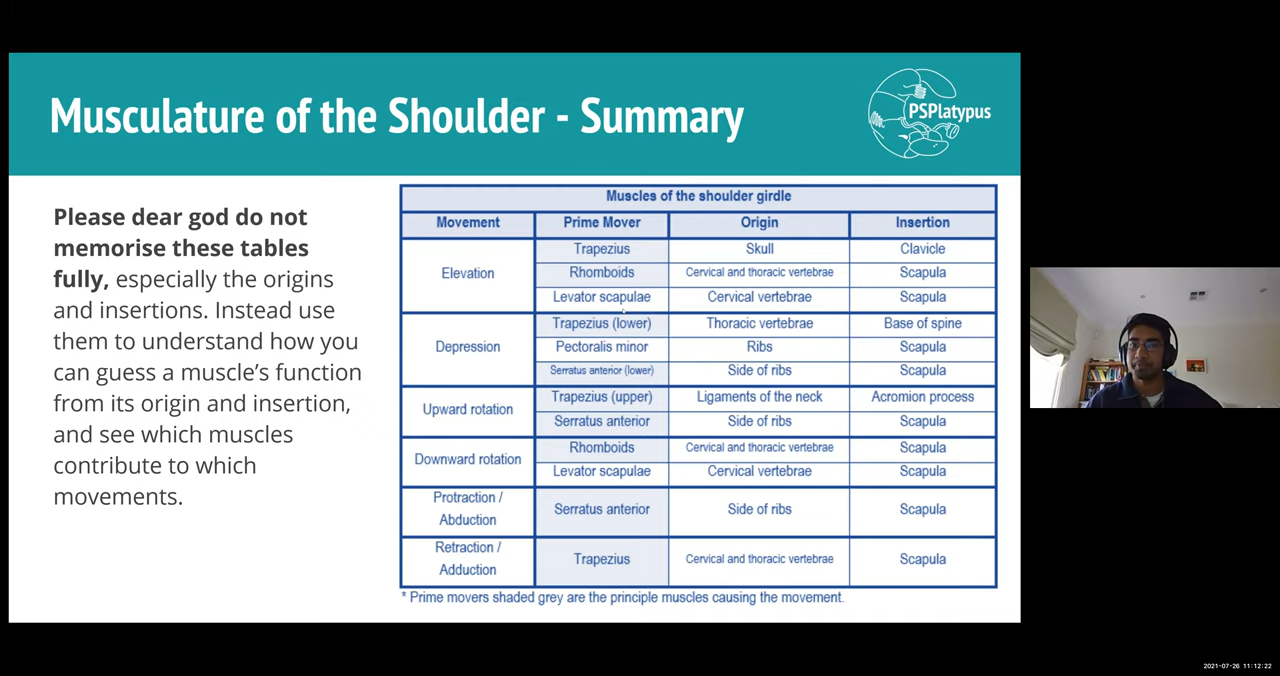 Musculature of the Shoulder - Summary
PSPlatypus
Please dear god do not
memorise these tables
fully, especially the origins
and insertions. Instead use
them to understand how you
can guess a muscle's function
from its origin and insertion,
and see which muscles
contribute to which
movements.
Muscles of the shoulder girdle
Movement Prime Mover Origin Insertion
Elevation
Trapezius Skull Clavicle
Rhomboids Cervical and thoracic vertebrae Scapula
Levator scapulae Cervical vertebrae Scapula
Depression
Trapezius (lower) Thoracic vertebrae Base of spine
Pectoralis minor Ribs Scapula
Serratus anterior (lower) Side of ribs Scapula
Upward rotation
Trapezius (upper) Ligaments of the neck Acromion process
Serratus anterior Side of ribs Scapula
Downward rotation
Rhomboids Cervical and thoracic vertebrae Scapula
Levator scapulae Cervical vertebrae Scapula
Protraction /
Abduction
Serratus anterior Side of ribs Scapula
Retraction /
Adduction
Trapezius Cervical and thoracic vertebrae Scapula
* Prime movers shaded grey are the principle muscles causing the movement.
2021-07-26 11:12:22